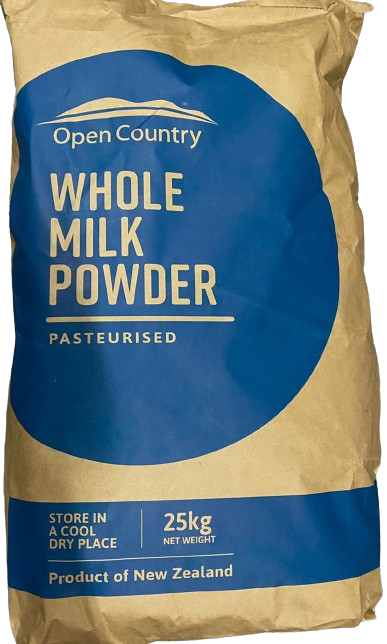 Open Country
WHOLE
MILK
POWDER
PASTEURISED
STORE IN
A COOL
DRY PLACE
25kg
NET WEIGHT
Product of New Zealand